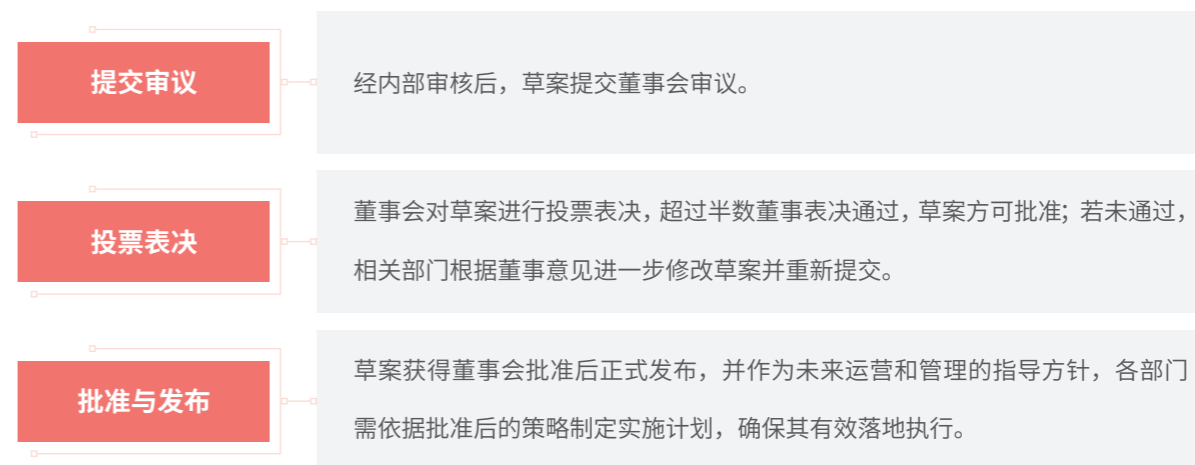 提交审议
经内部审核后，草案提交董事会审议。
投票表决
董事会对草案进行投票表决，超过半数董事表决通过，草案方可批准；若未通过，
相关部门根据董事意见进一步修改草案并重新提交。
批准与发布
草案获得董事会批准后正式发布，并作为未来运营和管理的指导方针，各部门
需依据批准后的策略制定实施计划，确保其有效落地执行。